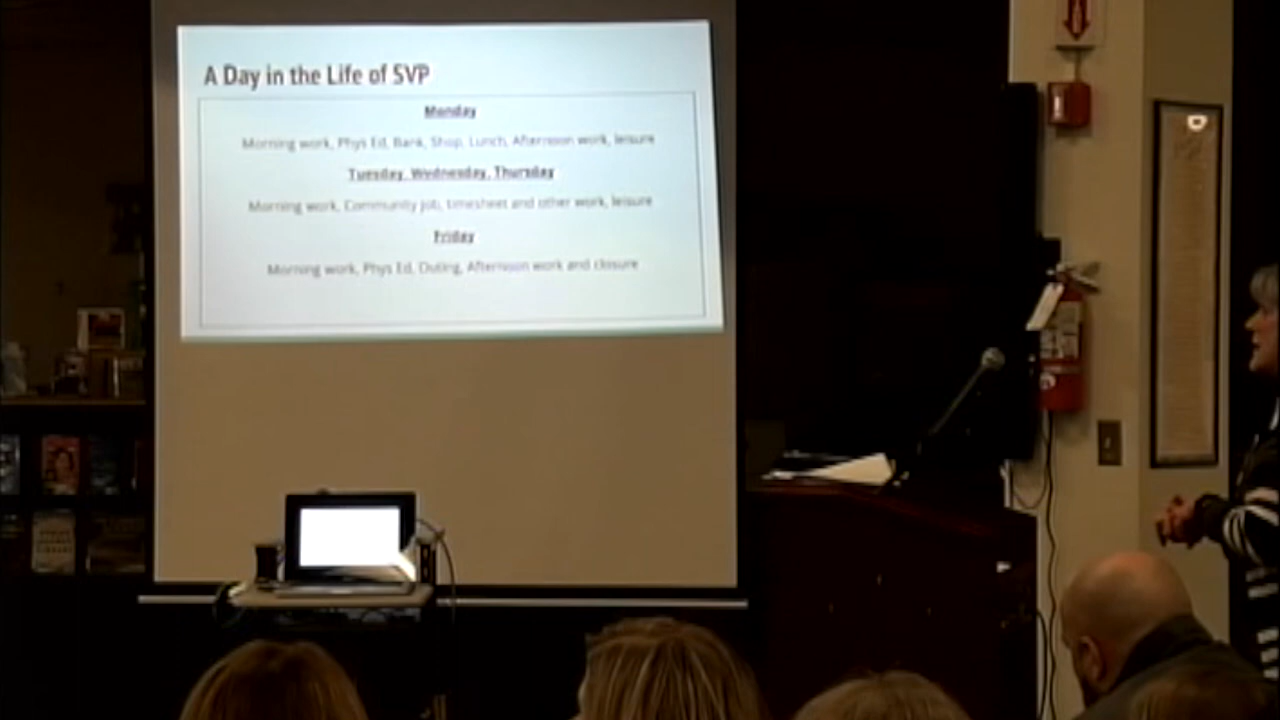 A Day in the Life of SVP
Monday
Morning work, Phys Ed, Bank, Shop, Lunch, Afternoon work, leisure
Tuesday, Wednesday, Thursday
Morning work, Community job, timesheet and other work, leisure
Friday
Morning work, Phys Ed, Outing, Afternoon work and closure